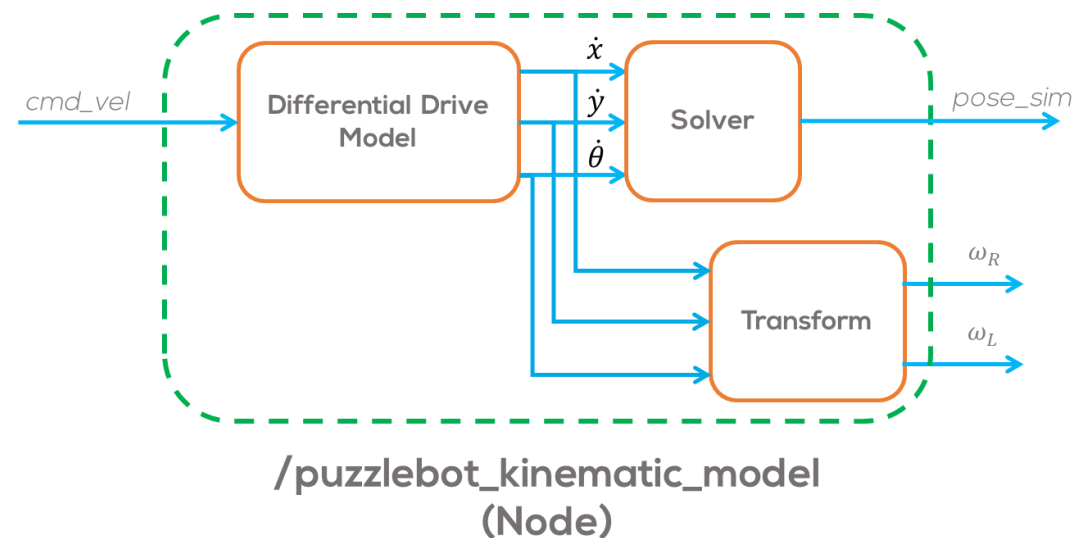 cmd_vel
Differential Drive
Model
ẋ
ẏ
θ̇
Solver
pose_sim
Transform
ω_R
ω_L
/puzzlebot_kinematic_model
(Node)